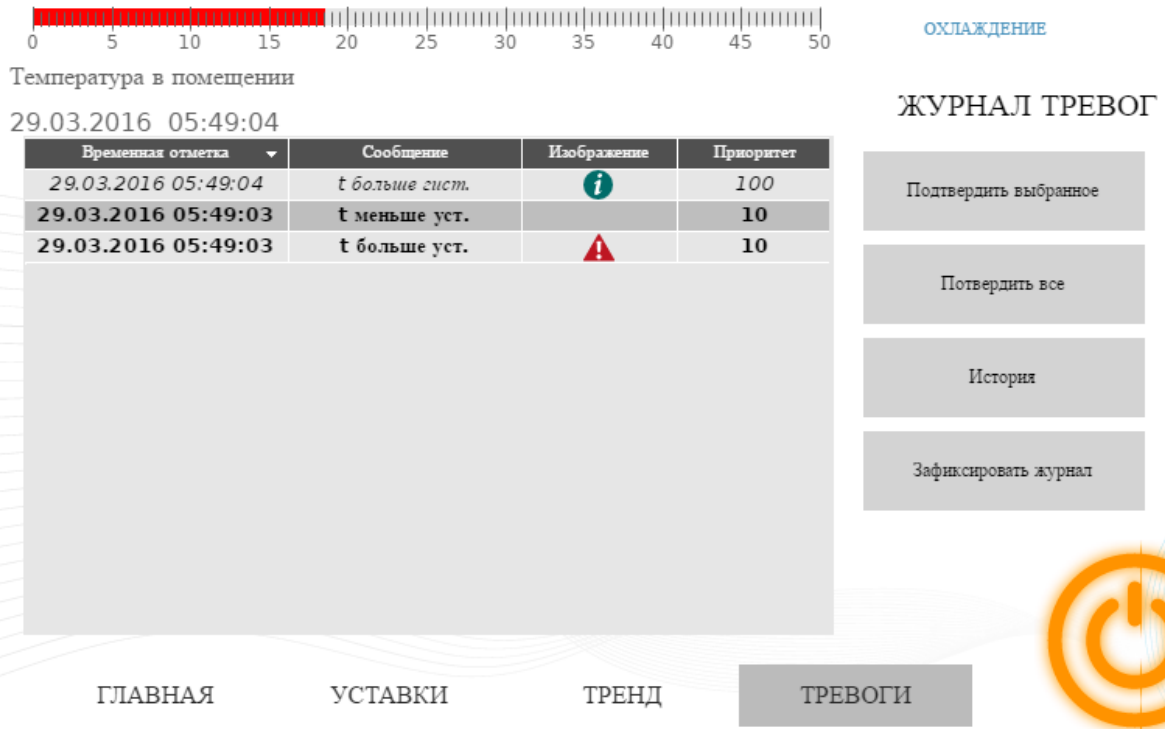 0 5 10 15 20 25 30 35 40 45 50
ОХЛАЖДЕНИЕ
Температура в помещении
ЖУРНАЛ ТРЕВОГ
29.03.2016 05:49:04
Временная отметка Сообщение Изображение Приоритет
29.03.2016 05:49:04 t больше гист. i 100
29.03.2016 05:49:03 t меньше уст. 10
29.03.2016 05:49:03 t больше уст. ! 10
Подтвердить выбранное
Потвердить все
История
Зафиксировать журнал
ГЛАВНАЯ УСТАВКИ ТРЕНД ТРЕВОГИ